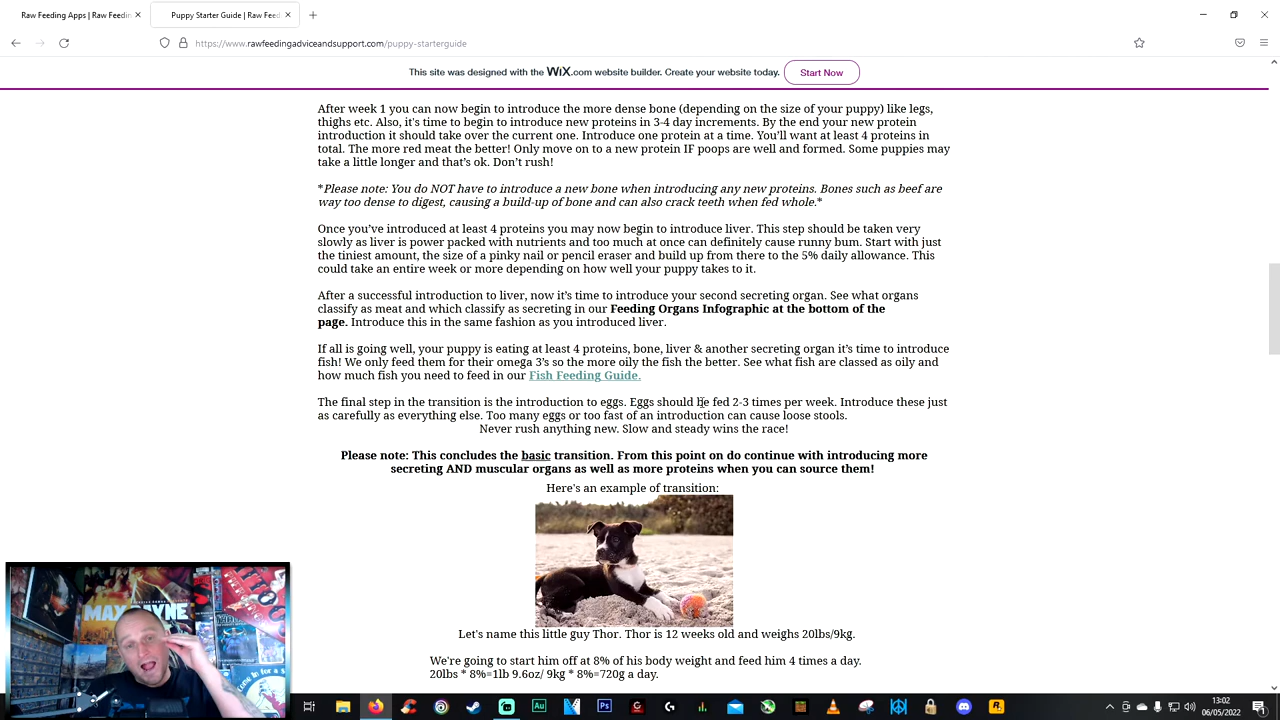 Raw Feeding Apps | Raw Feedin
Puppy Starter Guide | Raw Feed
https://www.rawfeedingadviceandsupport.com/puppy-starterguide
This site was designed with the WiX.com website builder. Create your website today.
Start Now
After week 1 you can now begin to introduce the more dense bone (depending on the size of your puppy) like legs,
thighs etc. Also, it's time to begin to introduce new proteins in 3-4 day increments. By the end your new protein
introduction it should take over the current one. Introduce one protein at a time. You’ll want at least 4 proteins in
total. The more red meat the better! Only move on to a new protein IF poops are well and formed. Some puppies may
take a little longer and that’s ok. Don’t rush!
*Please note: You do NOT have to introduce a new bone when introducing any new proteins. Bones such as beef are
way too dense to digest, causing a build-up of bone and can also crack teeth when fed whole.*
Once you’ve introduced at least 4 proteins you may now begin to introduce liver. This step should be taken very
slowly as liver is power packed with nutrients and too much at once can definitely cause runny bum. Start with just
the tiniest amount, the size of a pinky nail or pencil eraser and build up from there to the 5% daily allowance. This
could take an entire week or more depending on how well your puppy takes to it.
After a successful introduction to liver, now it’s time to introduce your second secreting organ. See what organs
classify as meat and which classify as secreting in our Feeding Organs Infographic at the bottom of the
page. Introduce this in the same fashion as you introduced liver.
If all is going well, your puppy is eating at least 4 proteins, bone, liver & another secreting organ it’s time to introduce
fish! We only feed them for their omega 3’s so the more oily the fish the better. See what fish are classed as oily and
how much fish you need to feed in our Fish Feeding Guide.
The final step in the transition is the introduction to eggs. Eggs should be fed 2-3 times per week. Introduce these just
as carefully as everything else. Too many eggs or too fast of an introduction can cause loose stools.
Never rush anything new. Slow and steady wins the race!
Please note: This concludes the basic transition. From this point on do continue with introducing more
secreting AND muscular organs as well as more proteins when you can source them!
Here's an example of transition:
Let's name this little guy Thor. Thor is 12 weeks old and weighs 20lbs/9kg.
We're going to start him off at 8% of his body weight and feed him 4 times a day.
20lbs * 8%=1lb 9.6oz/ 9kg * 8%=720g a day.
MAX PAYNE
13:02
06/05/2022